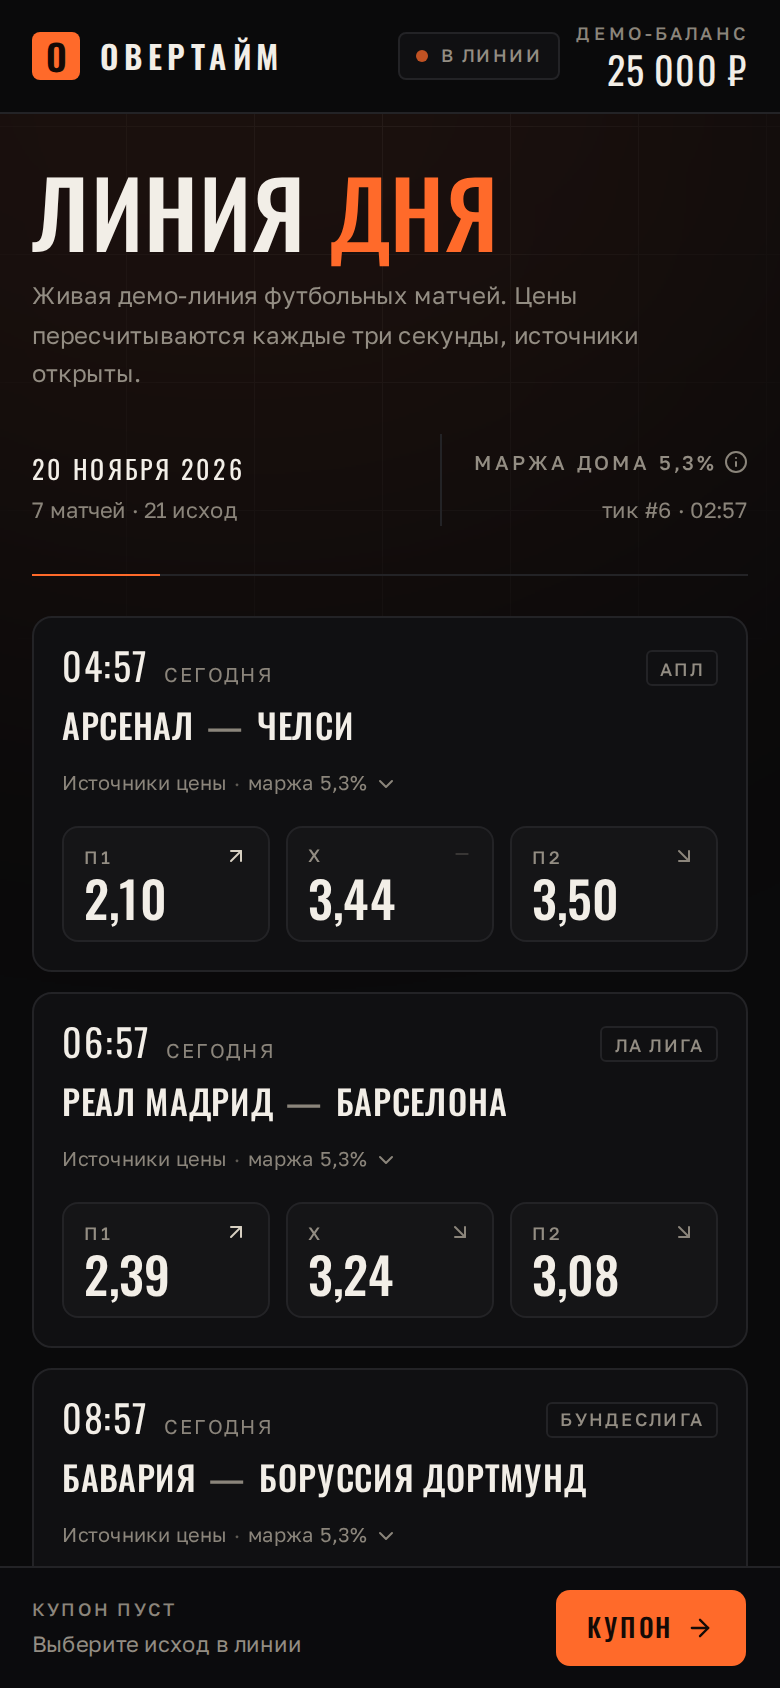 О ОВЕРТАЙМ
В ЛИНИИ
ДЕМО-БАЛАНС
25 000 ₽
ЛИНИЯ ДНЯ
Живая демо-линия футбольных матчей. Цены
пересчитываются каждые три секунды, источники
открыты.
20 НОЯБРЯ 2026
7 матчей · 21 исход
МАРЖА ДОМА 5,3%
тик #6 · 02:57
04:57 СЕГОДНЯ АПЛ
АРСЕНАЛ — ЧЕЛСИ
Источники цены · маржа 5,3%
П1 X П2
2,10 3,44 3,50
06:57 СЕГОДНЯ ЛА ЛИГА
РЕАЛ МАДРИД — БАРСЕЛОНА
Источники цены · маржа 5,3%
П1 X П2
2,39 3,24 3,08
08:57 СЕГОДНЯ БУНДЕСЛИГА
БАВАРИЯ — БОРУССИЯ ДОРТМУНД
Источники цены · маржа 5,3%
КУПОН ПУСТ
Выберите исход в линии
КУПОН →